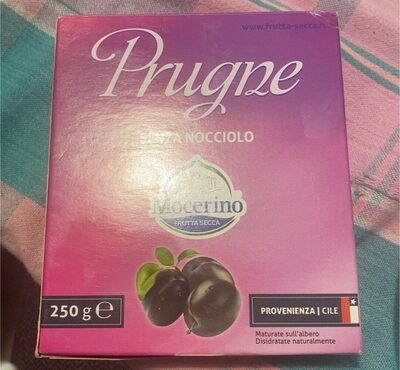 www.frutta-secca.it
Prugne
SENZA NOCCIOLO
Mocerino
FRUTTA SECCA
250 g e
PROVENIENZA | CILE
Maturate sull'albero
Disidratate naturalmente